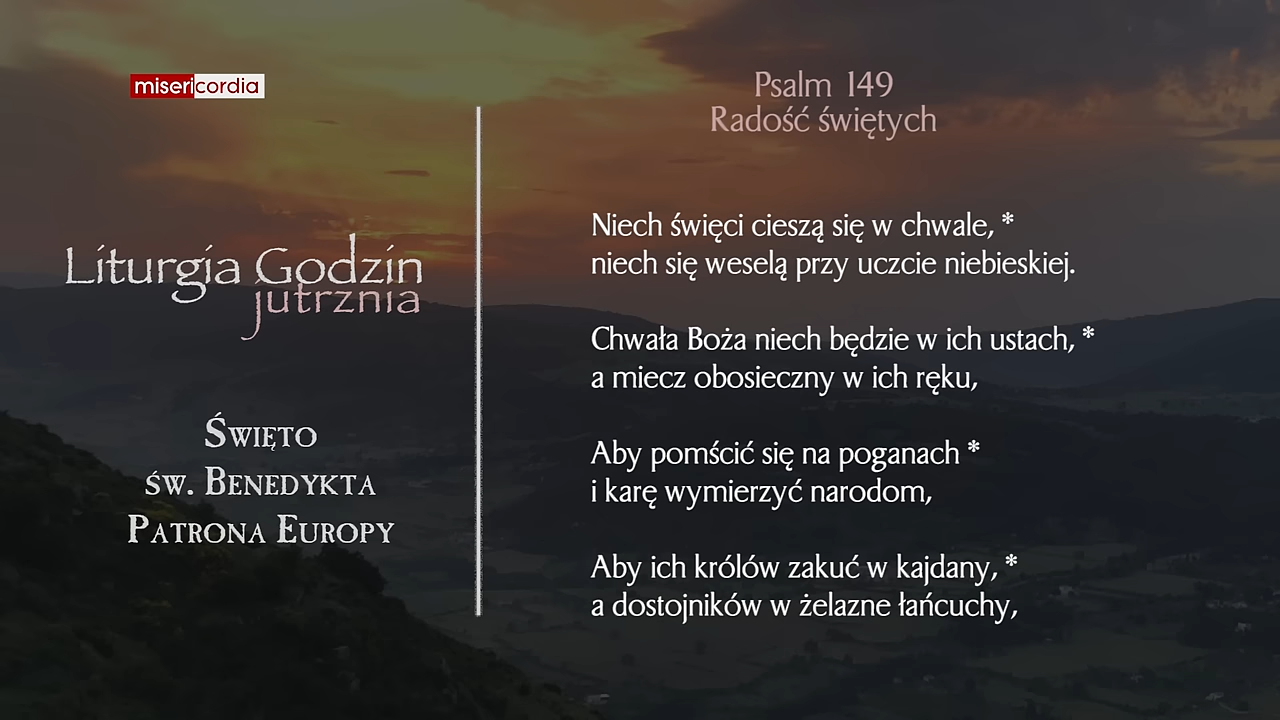 misericordia
Liturgia Godzin
jutrznia
Święto
św. Benedykta
Patrona Europy
Psalm 149
Radość świętych
Niech święci cieszą się w chwale, *
niech się weselą przy uczcie niebieskiej.
Chwała Boża niech będzie w ich ustach, *
a miecz obosieczny w ich ręku,
Aby pomścić się na poganach *
i karę wymierzyć narodom,
Aby ich królów zakuć w kajdany, *
a dostojników w żelazne łańcuchy,